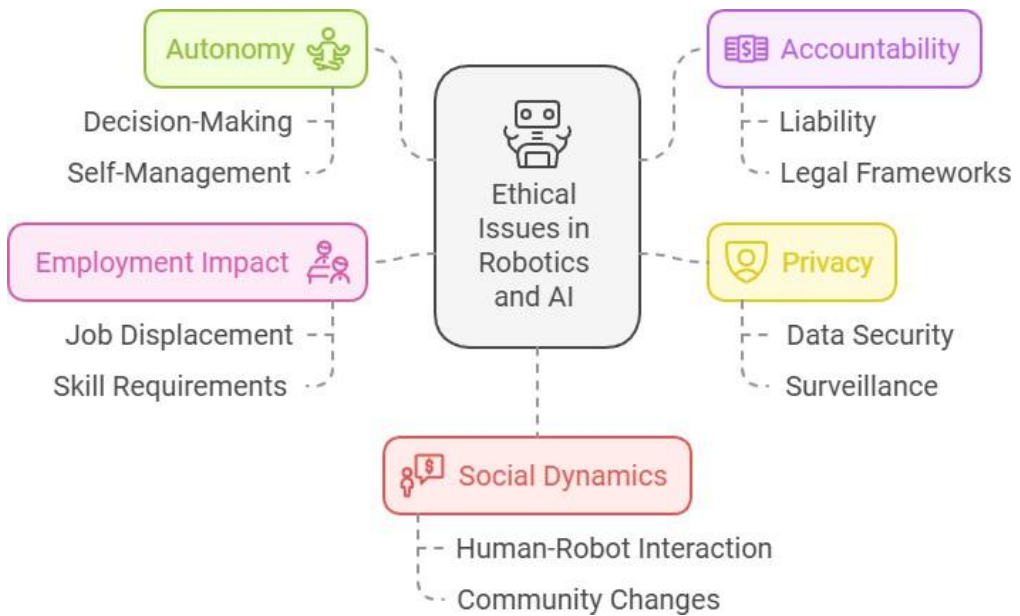 Autonomy
Decision-Making
Self-Management
Employment Impact
Job Displacement
Skill Requirements
Ethical
Issues in
Robotics
and AI
Accountability
Liability
Legal Frameworks
Privacy
Data Security
Surveillance
$ Social Dynamics
Human-Robot Interaction
Community Changes